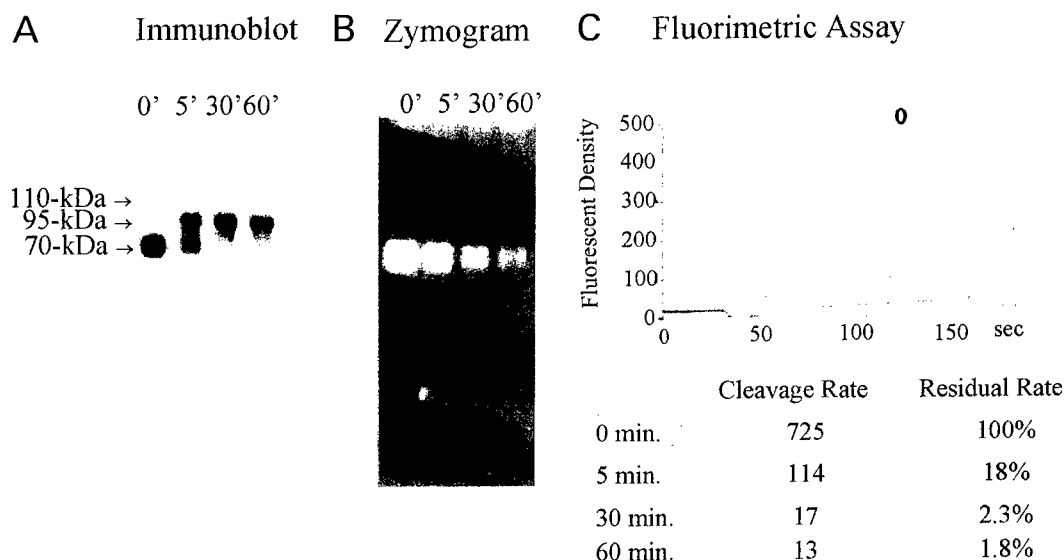 A Immunoblot
0' 5' 30' 60'
110-kDa →
95-kDa →
70-kDa →
B Zymogram
0' 5' 30' 60'
C Fluorimetric Assay
0
Fluorescent Density
500
400
300
200
100
0
0 50 100 150 sec
Cleavage Rate Residual Rate
0 min. 725 100%
5 min. 114 18%
30 min. 17 2.3%
60 min. 13 1.8%